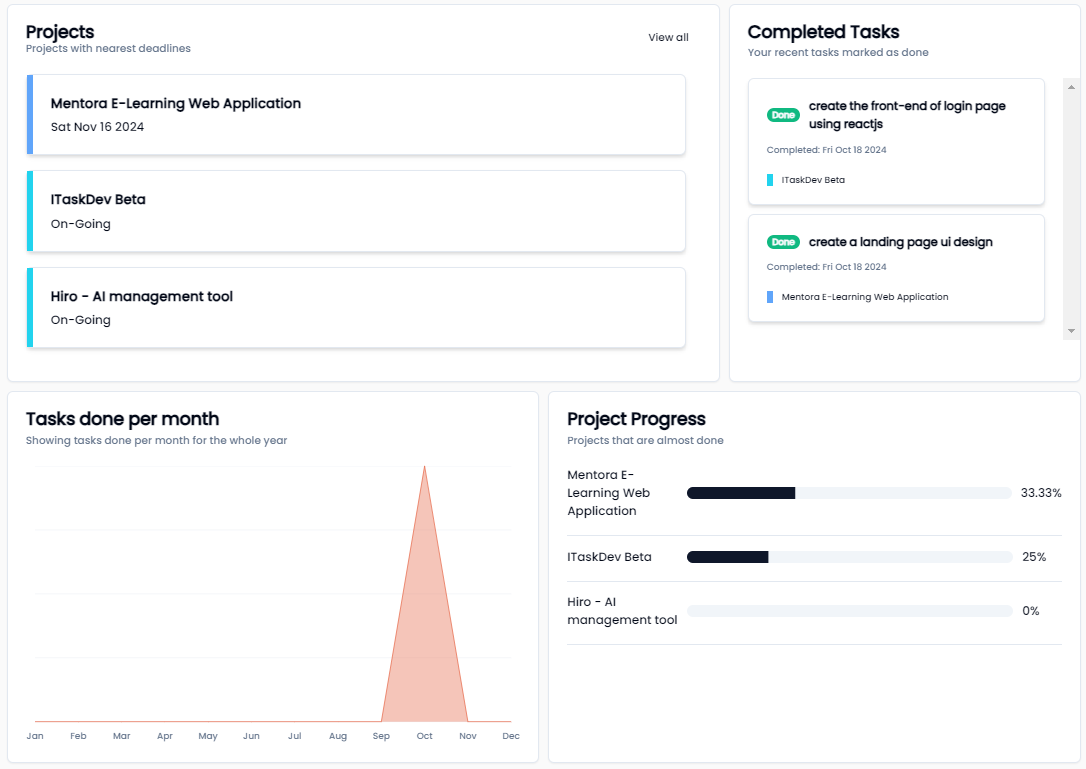 Projects
Projects with nearest deadlines
View all
Mentora E-Learning Web Application
Sat Nov 16 2024
ITaskDev Beta
On-Going
Hiro - AI management tool
On-Going
Completed Tasks
Your recent tasks marked as done
Done
create the front-end of login page
using reactjs
Completed: Fri Oct 18 2024
ITaskDev Beta
Done
create a landing page ui design
Completed: Fri Oct 18 2024
Mentora E-Learning Web Application
Tasks done per month
Showing tasks done per month for the whole year
Jan Feb Mar Apr May Jun Jul Aug Sep Oct Nov Dec
Project Progress
Projects that are almost done
Mentora E-
Learning Web
Application
33.33%
ITaskDev Beta
25%
Hiro - AI
management tool
0%